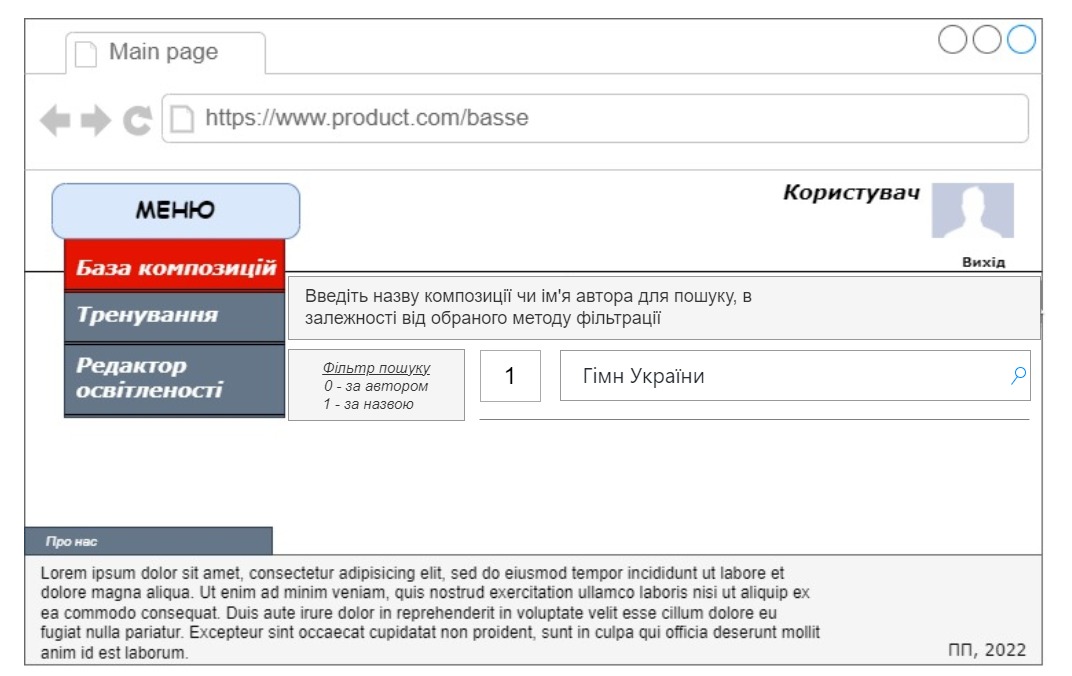 Main page
https://www.product.com/basse
МЕНЮ
Користувач
Вихід
База композицій
Тренування
Редактор
освітленості
Введіть назву композиції чи ім'я автора для пошуку, в
залежності від обраного методу фільтрації
Фільтр пошуку
0 - за автором
1 - за назвою
1
Гімн України
Про нас
Lorem ipsum dolor sit amet, consectetur adipisicing elit, sed do eiusmod tempor incididunt ut labore et
dolore magna aliqua. Ut enim ad minim veniam, quis nostrud exercitation ullamco laboris nisi ut aliquip ex
ea commodo consequat. Duis aute irure dolor in reprehenderit in voluptate velit esse cillum dolore eu
fugiat nulla pariatur. Excepteur sint occaecat cupidatat non proident, sunt in culpa qui officia deserunt mollit
anim id est laborum.
ПП, 2022